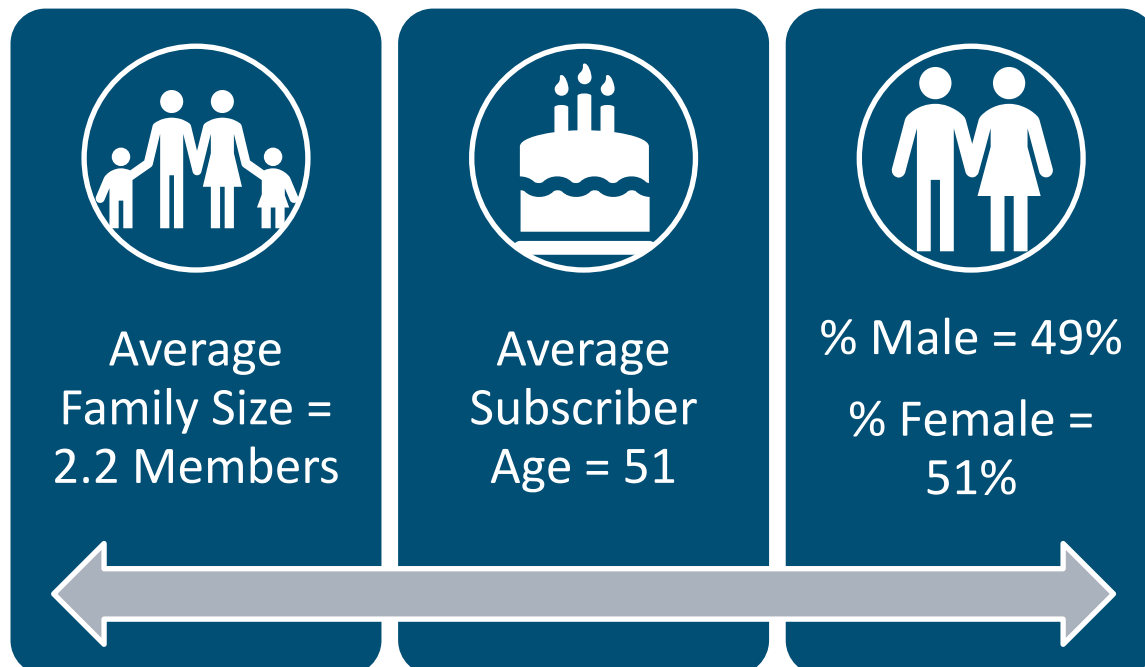 Average
Family Size =
2.2 Members
Average
Subscriber
Age = 51
% Male = 49%
% Female =
51%